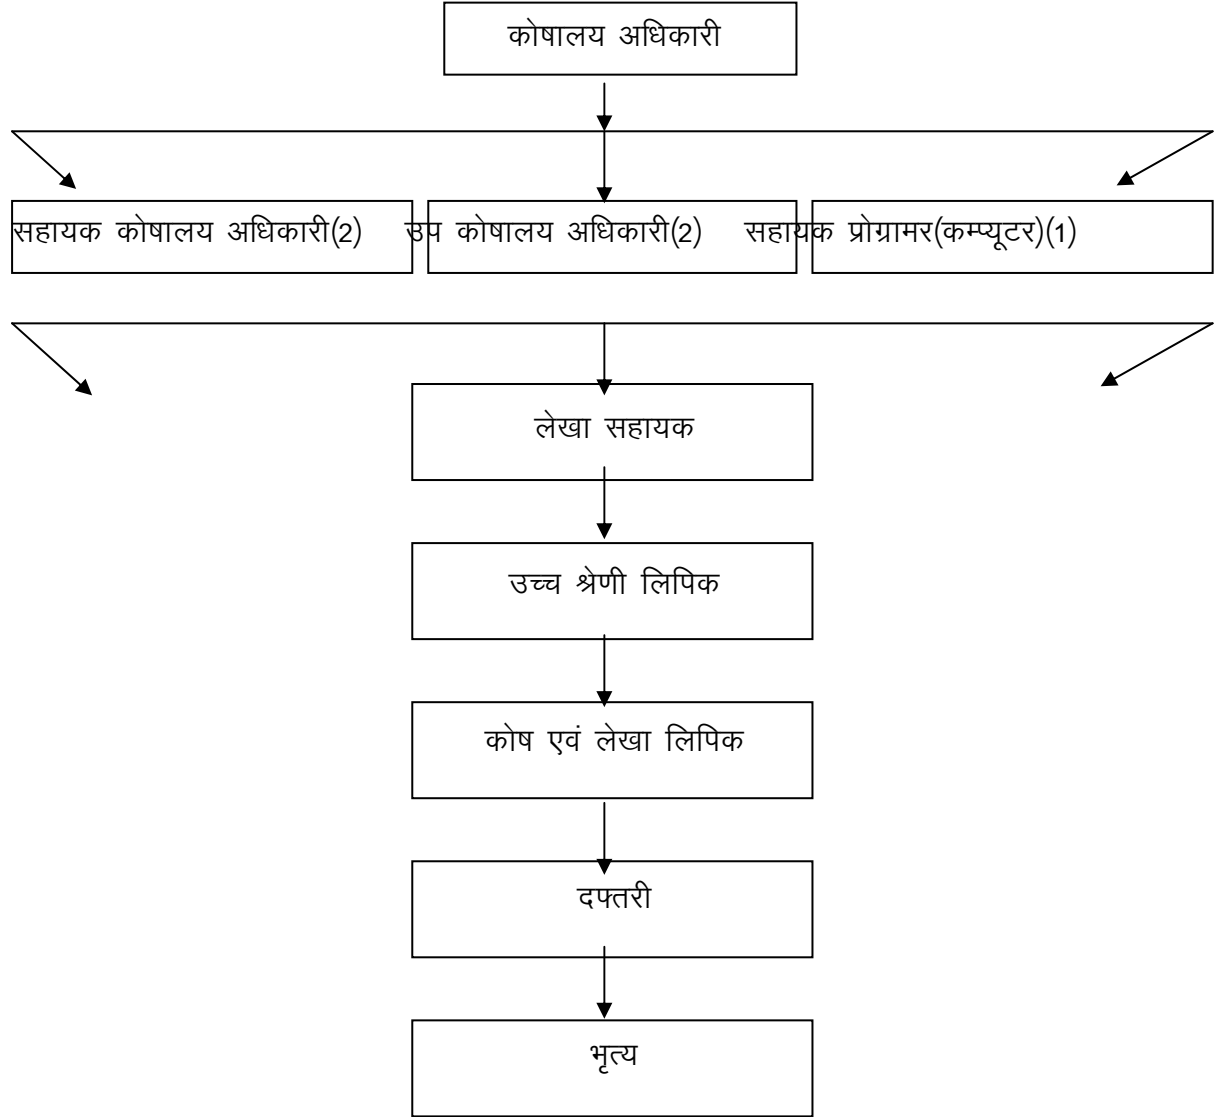 कोषालय अधिकारी
सहायक कोषालय अधिकारी(2) उप कोषालय अधिकारी(2) सहायक प्रोग्रामर(कम्प्यूटर)(1)
लेखा सहायक
उच्च श्रेणी लिपिक
कोष एवं लेखा लिपिक
दफ्तरी
भृत्य